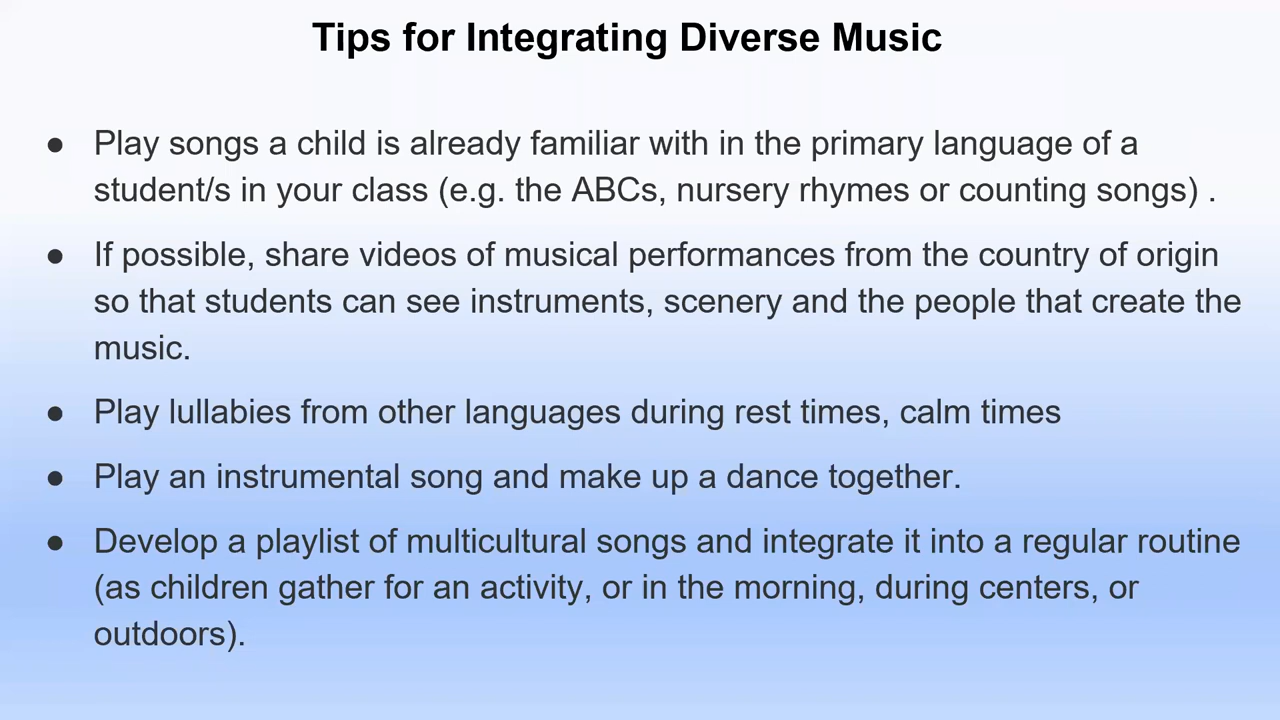 Tips for Integrating Diverse Music
● Play songs a child is already familiar with in the primary language of a
student/s in your class (e.g. the ABCs, nursery rhymes or counting songs) .
● If possible, share videos of musical performances from the country of origin
so that students can see instruments, scenery and the people that create the
music.
● Play lullabies from other languages during rest times, calm times
● Play an instrumental song and make up a dance together.
● Develop a playlist of multicultural songs and integrate it into a regular routine
(as children gather for an activity, or in the morning, during centers, or
outdoors).